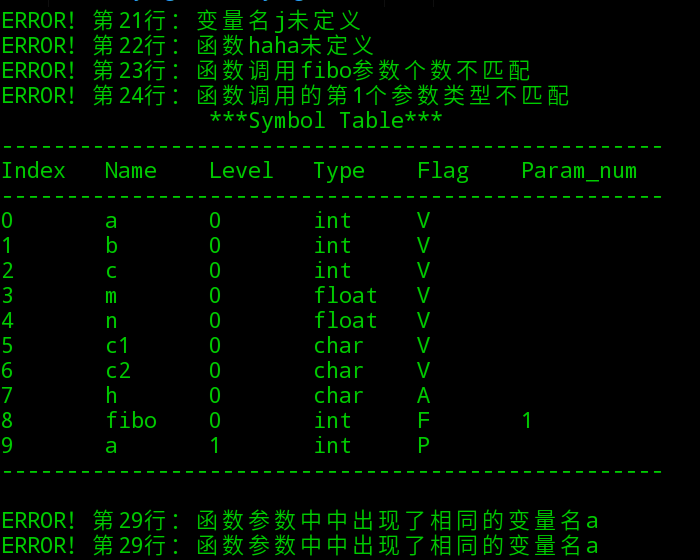 ERROR! 第21行: 变量名j未定义
ERROR! 第22行: 函数haha未定义
ERROR! 第23行: 函数调用fibo参数个数不匹配
ERROR! 第24行: 函数调用的第1个参数类型不匹配
***Symbol Table***
---------------------------------------------------
Index Name Level Type Flag Param_num
---------------------------------------------------
0 a 0 int V
1 b 0 int V
2 c 0 int V
3 m 0 float V
4 n 0 float V
5 c1 0 char V
6 c2 0 char V
7 h 0 char A
8 fibo 0 int F 1
9 a 1 int P
---------------------------------------------------
ERROR! 第29行: 函数参数中中出现了相同的变量名a
ERROR! 第29行: 函数参数中中出现了相同的变量名a